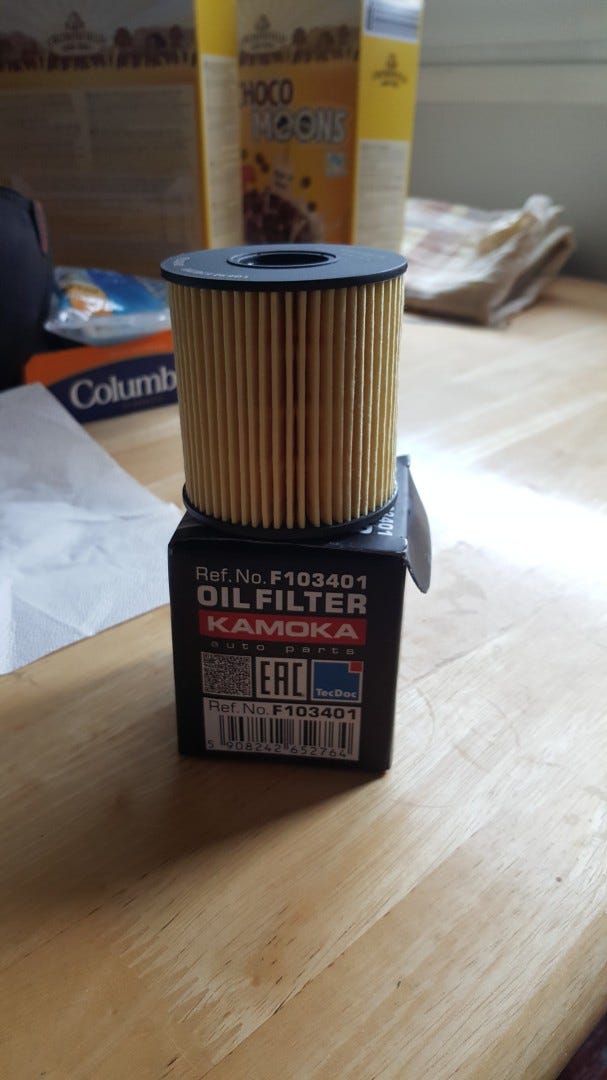 CHOCO
MOONS
Columb
Ref. No. F103401
OIL FILTER
KAMOKA
auto parts
EAC
TecDoc
Ref. No. F103401
5 908242 652764